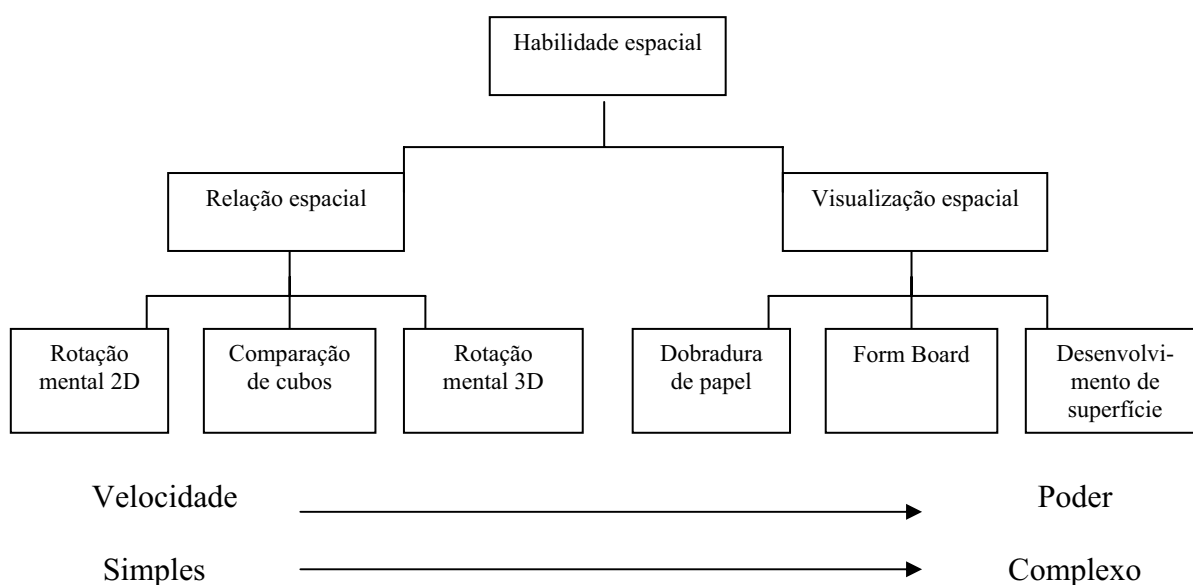 Habilidade espacial
Relação espacial
Visualização espacial
Rotação
mental 2D
Comparação
de cubos
Rotação
mental 3D
Dobradura
de papel
Form Board
Desenvolvi-
mento de
superfície
Velocidade
Poder
Simples
Complexo